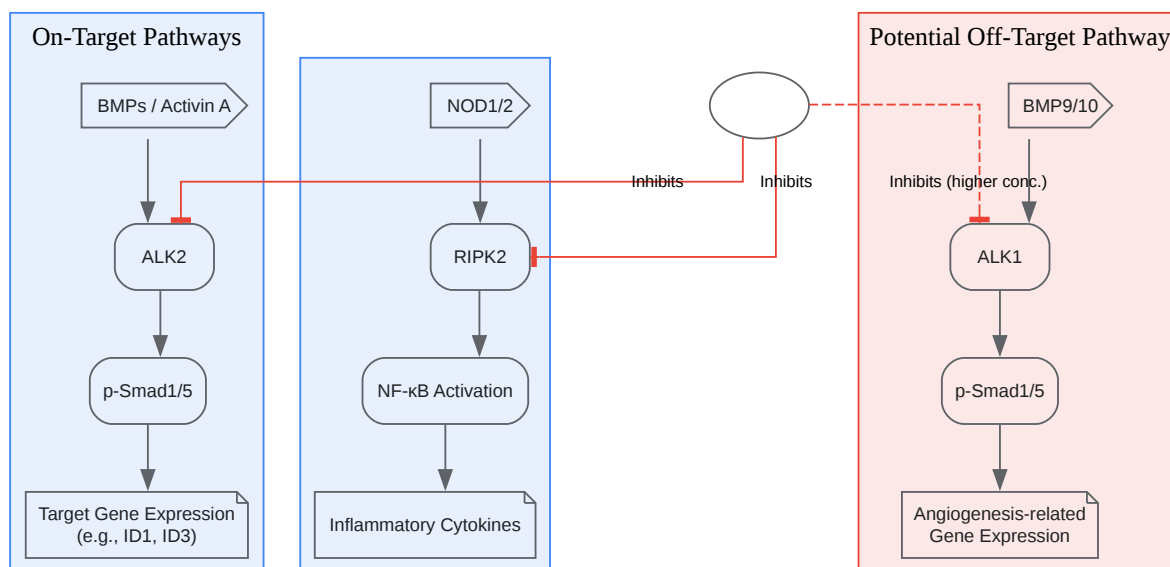 On-Target Pathways
Potential Off-Target Pathway
BMPs / Activin A
NOD1/2
BMP9/10
Inhibits
Inhibits
Inhibits (higher conc.)
ALK2
RIPK2
ALK1
p-Smad1/5
NF-κB Activation
p-Smad1/5
Target Gene Expression
(e.g., ID1, ID3)
Inflammatory Cytokines
Angiogenesis-related
Gene Expression